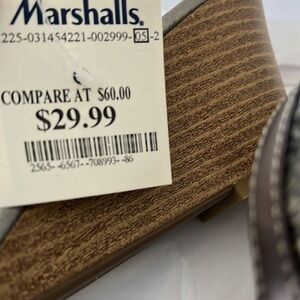 Marshalls.
225-031454221-002999-05-2
COMPARE AT $60.00
$29.99
2565- -6567- -708993- -86